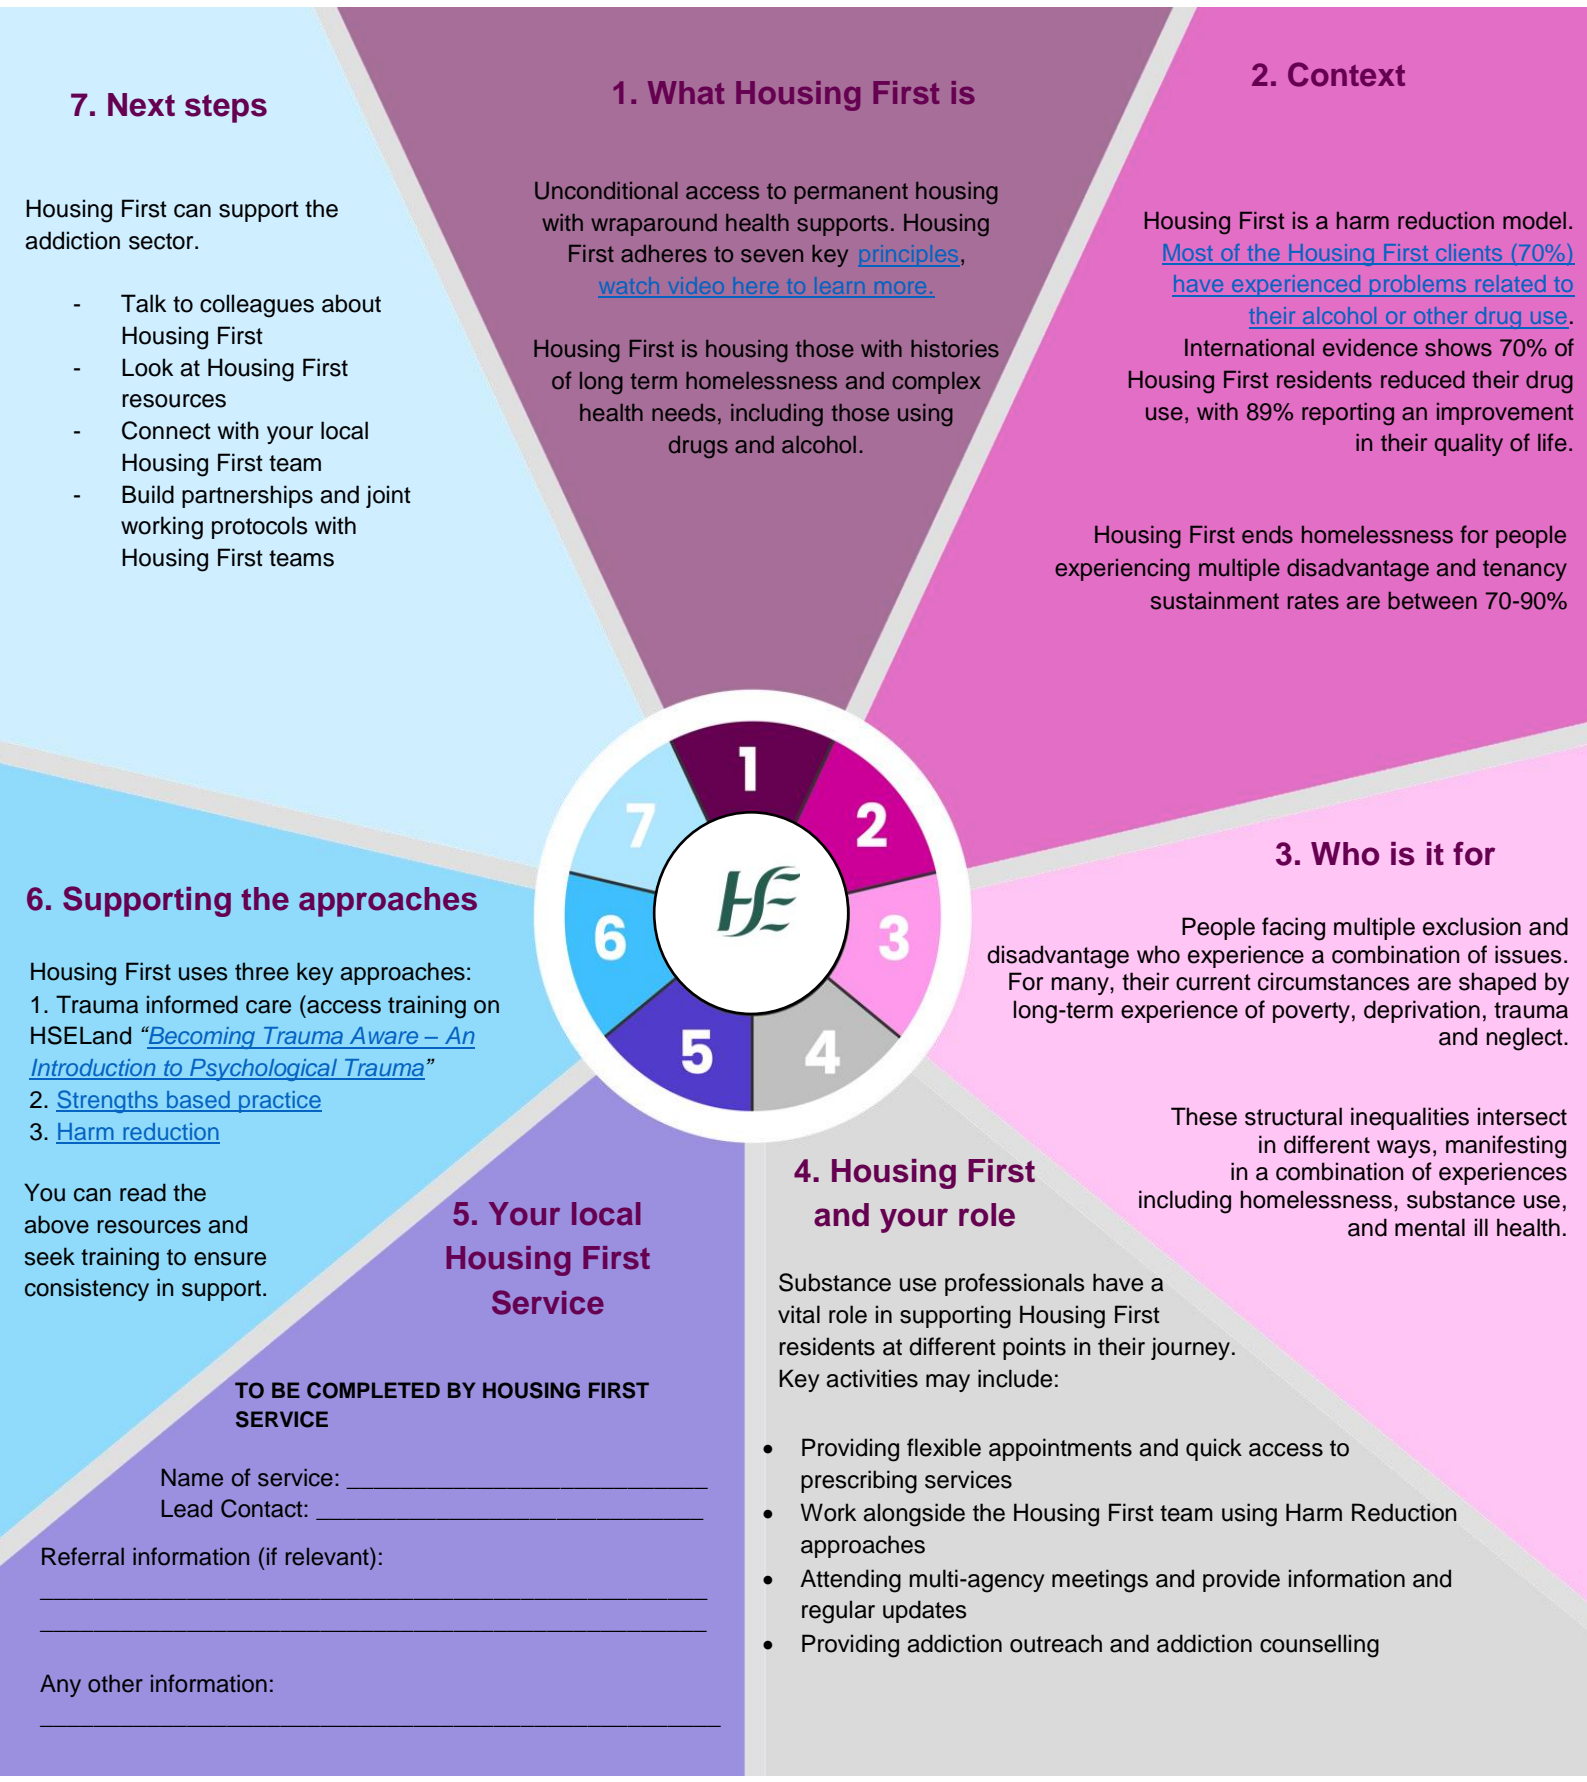 1. What Housing First is
Unconditional access to permanent housing
with wraparound health supports. Housing
First adheres to seven key principles,
watch video here to learn more.
Housing First is housing those with histories
of long term homelessness and complex
health needs, including those using
drugs and alcohol.
2. Context
Housing First is a harm reduction model.
Most of the Housing First clients (70%)
have experienced problems related to
their alcohol or other drug use.
International evidence shows 70% of
Housing First residents reduced their drug
use, with 89% reporting an improvement
in their quality of life.
Housing First ends homelessness for people
experiencing multiple disadvantage and tenancy
sustainment rates are between 70-90%
3. Who is it for
People facing multiple exclusion and
disadvantage who experience a combination of issues.
For many, their current circumstances are shaped by
long-term experience of poverty, deprivation, trauma
and neglect.
These structural inequalities intersect
in different ways, manifesting
in a combination of experiences
including homelessness, substance use,
and mental ill health.
4. Housing First
and your role
Substance use professionals have a
vital role in supporting Housing First
residents at different points in their journey.
Key activities may include:
• Providing flexible appointments and quick access to
prescribing services
• Work alongside the Housing First team using Harm Reduction
approaches
• Attending multi-agency meetings and provide information and
regular updates
• Providing addiction outreach and addiction counselling
5. Your local
Housing First
Service
TO BE COMPLETED BY HOUSING FIRST
SERVICE
Name of service: ____________________________
Lead Contact: ______________________________
Referral information (if relevant):
____________________________________________________
____________________________________________________
Any other information:
_____________________________________________________
6. Supporting the approaches
Housing First uses three key approaches:
1. Trauma informed care (access training on
HSELand “Becoming Trauma Aware – An
Introduction to Psychological Trauma”
2. Strengths based practice
3. Harm reduction
You can read the
above resources and
seek training to ensure
consistency in support.
7. Next steps
Housing First can support the
addiction sector.
- Talk to colleagues about
Housing First
- Look at Housing First
resources
- Connect with your local
Housing First team
- Build partnerships and joint
working protocols with
Housing First teams
1
2
3
4
5
6
7
HSE